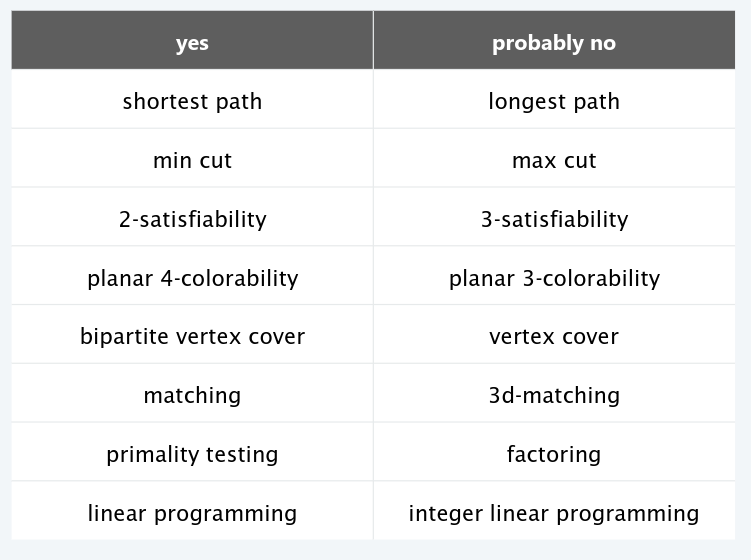 yes probably no
shortest path longest path
min cut max cut
2-satisfiability 3-satisfiability
planar 4-colorability planar 3-colorability
bipartite vertex cover vertex cover
matching 3d-matching
primality testing factoring
linear programming integer linear programming